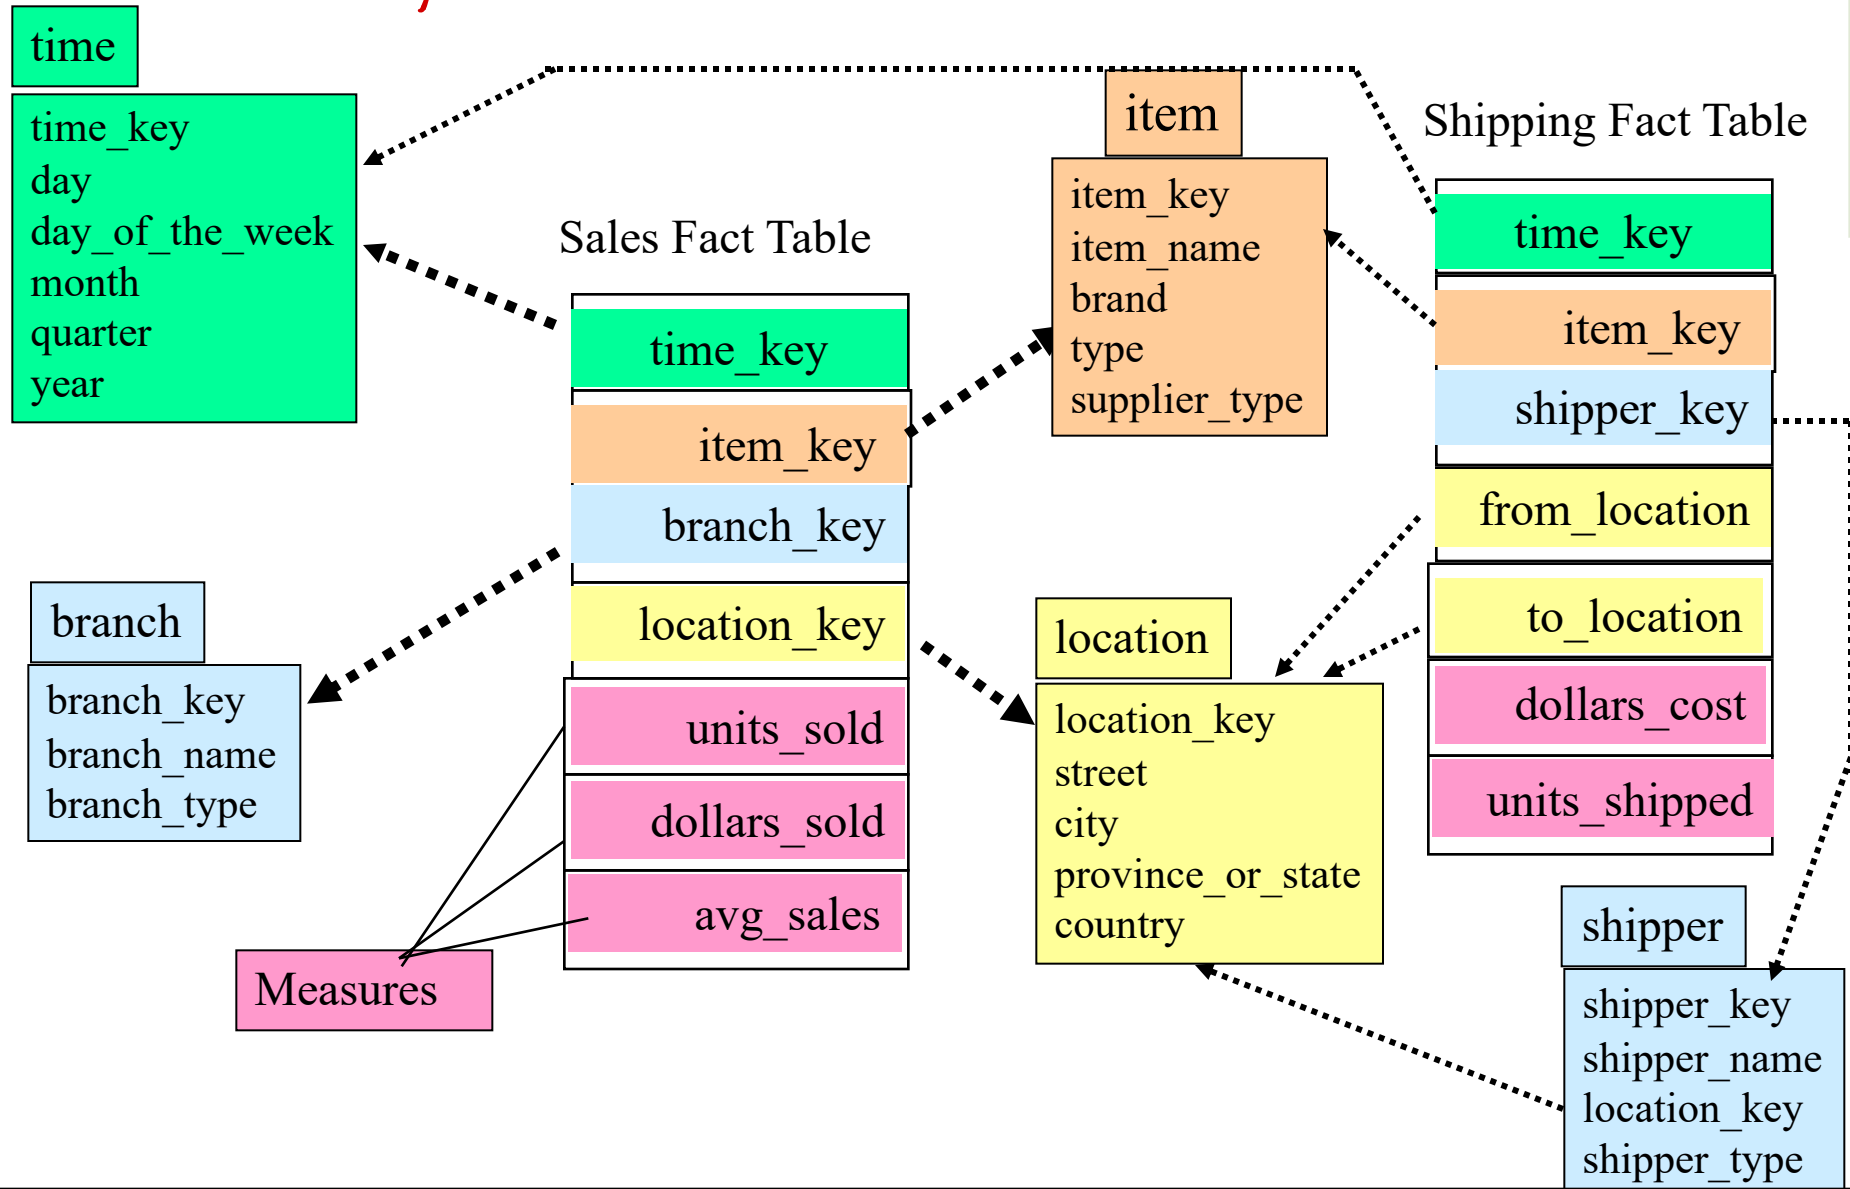 time
time_key
day
day_of_the_week
month
quarter
year
Sales Fact Table
time_key
item_key
branch_key
location_key
units_sold
dollars_sold
avg_sales
Measures
branch
branch_key
branch_name
branch_type
item
item_key
item_name
brand
type
supplier_type
location
location_key
street
city
province_or_state
country
Shipping Fact Table
time_key
item_key
shipper_key
from_location
to_location
dollars_cost
units_shipped
shipper
shipper_key
shipper_name
location_key
shipper_type